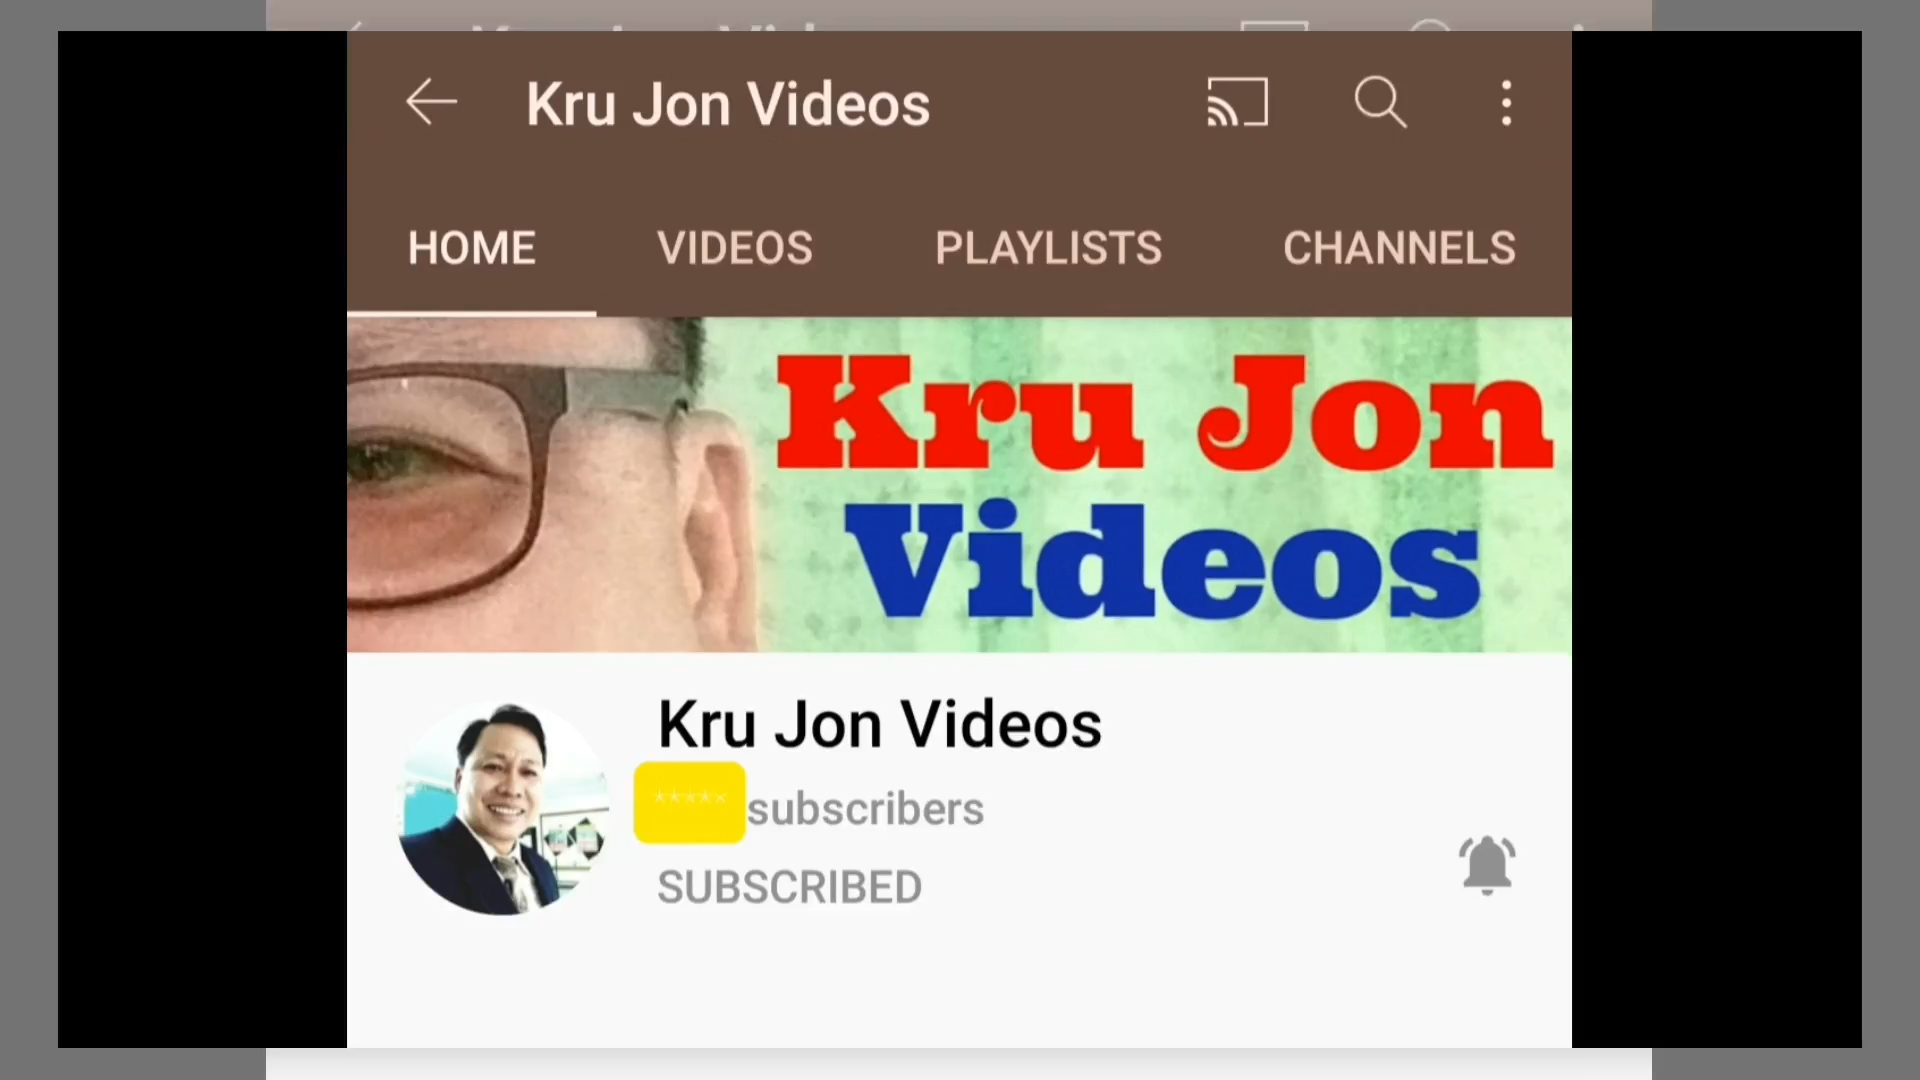 Kru Jon Videos
HOME VIDEOS PLAYLISTS CHANNELS
Kru Jon
Videos
Kru Jon Videos
***** subscribers
SUBSCRIBED